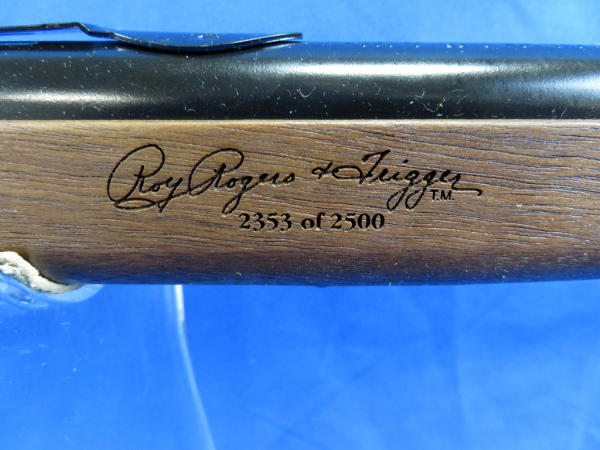 Roy Rogers & Trigger T.M.
2353 of 2500